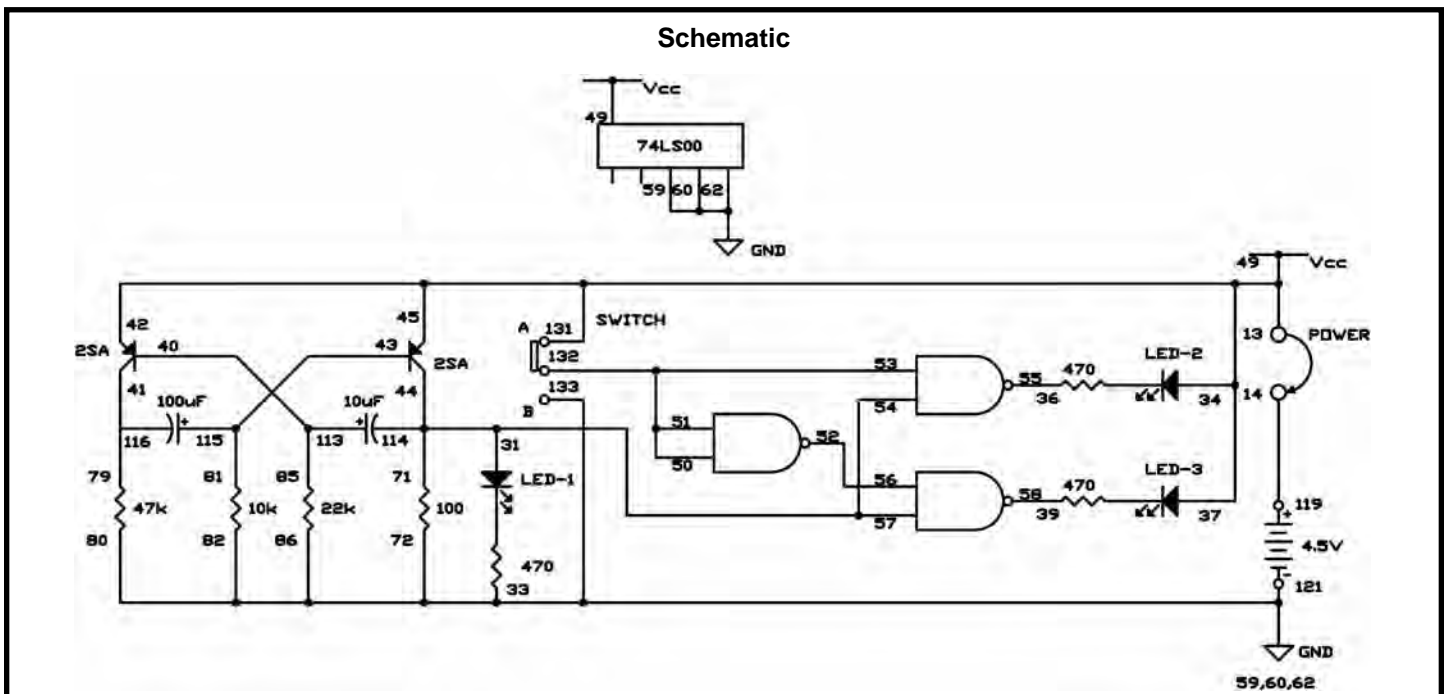 Schematic
Vcc
49
74LS00
59 60 62
GND
49 Vcc
42
45
A 131
SWITCH
13 POWER
2SA 40
43 2SA
132
53
LED-2
470
41
44
133
55
36
34
14
100uF
10uF
B
54
+
+
116 115 113 114
31
51
52
50
LED-3
79 81 85 71
LED-1
56
470
58
39
37
119
+
47k 10k 22k 100
57
4.5V
80 82 86 72
470
-
33
121
GND
59,60,62